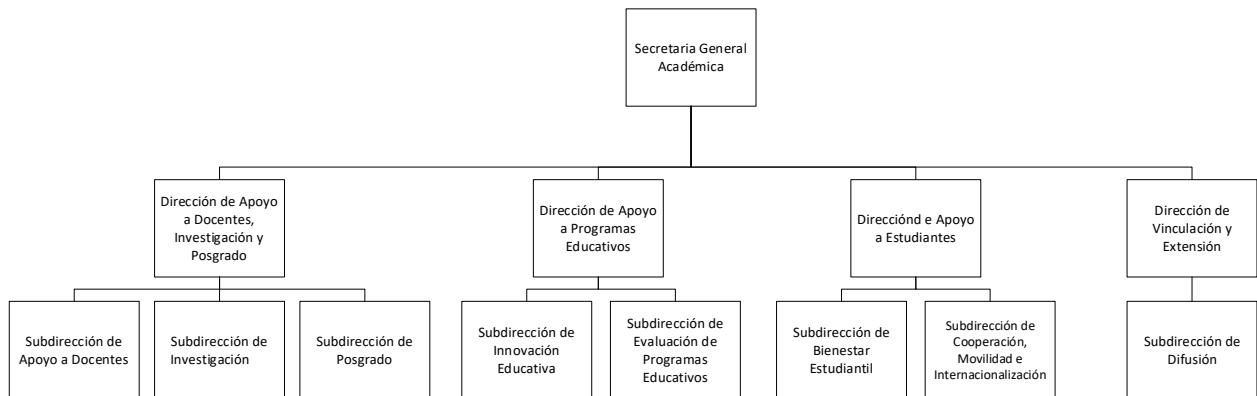 Secretaria General
Académica
Dirección de Apoyo
a Docentes,
Investigación y
Posgrado
Dirección de Apoyo
a Programas
Educativos
Direcciónd e Apoyo
a Estudiantes
Dirección de
Vinculación y
Extensión
Subdirección de
Apoyo a Docentes
Subdirección de
Investigación
Subdirección de
Posgrado
Subdirección de
Innovación
Educativa
Subdirección de
Evaluación de
Programas
Educativos
Subdirección de
Bienestar
Estudiantil
Subdirección de
Cooperación,
Movilidad e
Internacionalización
Subdirección de
Difusión